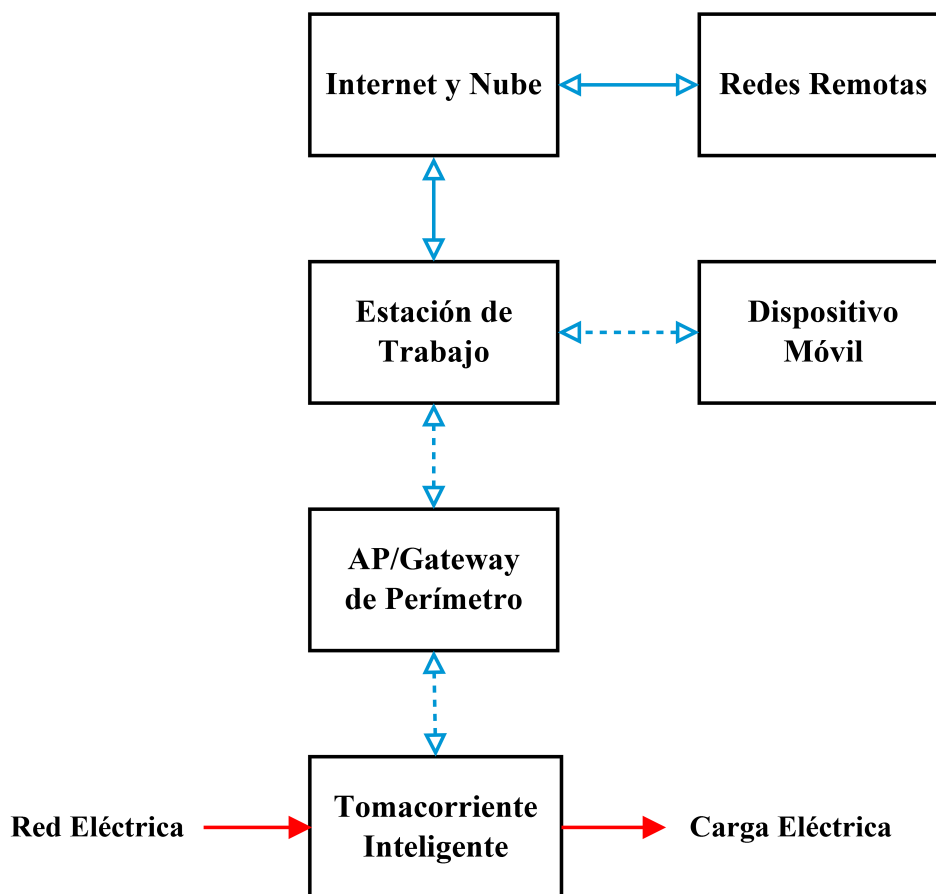 Internet y Nube
Redes Remotas
Estación de
Trabajo
Dispositivo
Móvil
AP/Gateway
de Perímetro
Red Eléctrica
Tomacorriente
Inteligente
Carga Eléctrica